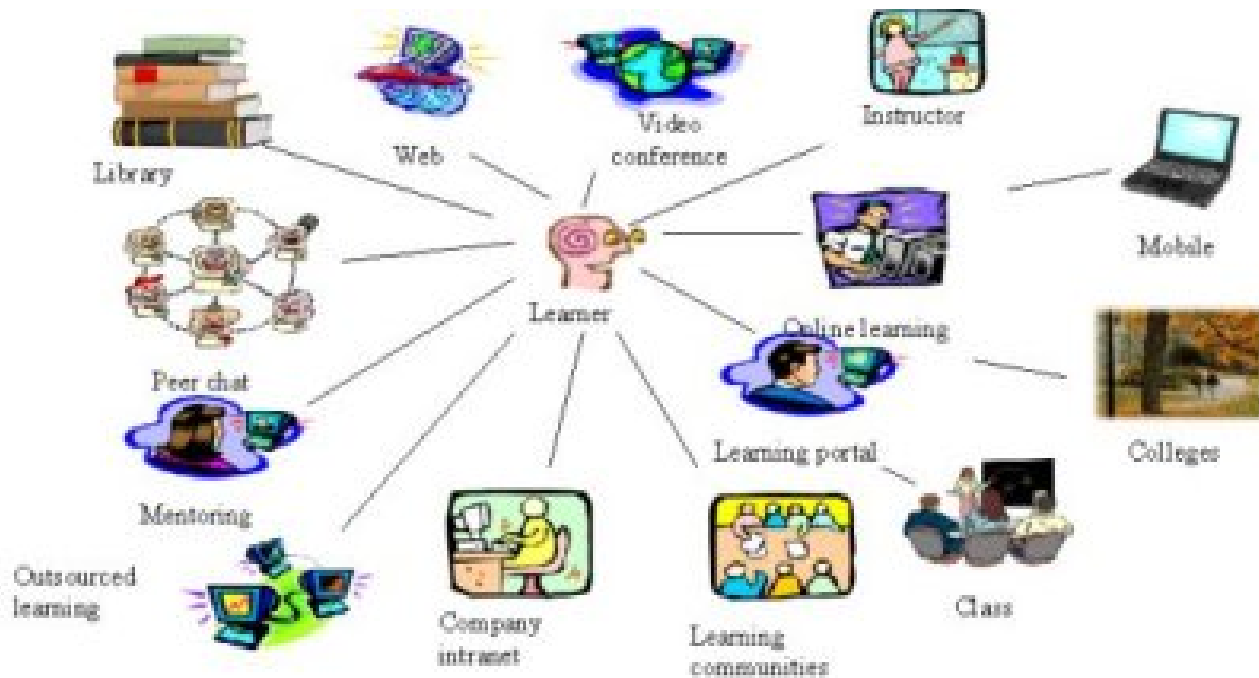 Instructor
Video
conference
Web
Library
Mobile
Learner
Online learning
Peer chat
Learning portal
Colleges
Mentoring
Outsourced
learning
Company
intranet
Learning
communities
Class